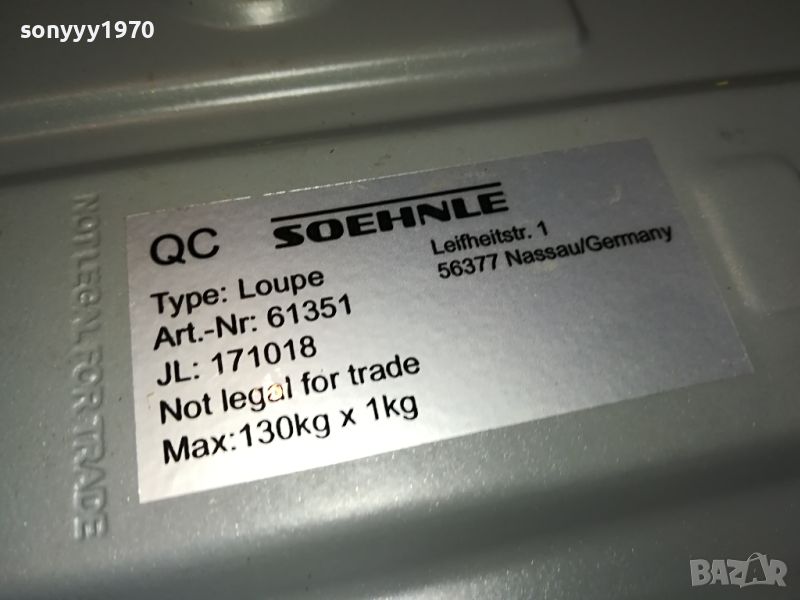 sonyyy1970
NOT LEGAL FOR TRADE
QC SOEHNLE
Leifheitstr. 1
56377 Nassau/Germany
Type: Loupe
Art.-Nr: 61351
JL: 171018
Not legal for trade
Max:130kg x 1kg
BAZAR